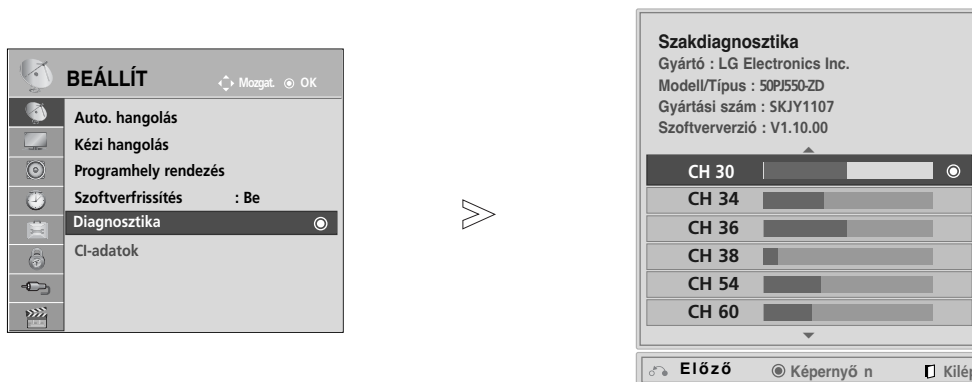 BEÁLLÍT
Mozgat. OK
Auto. hangolás
Kézi hangolás
Programhely rendezés
Szoftverfrissítés : Be
Diagnosztika
CI-adatok
Szakdiagnosztika
Gyártó : LG Electronics Inc.
Modell/Típus : 50PJ550-ZD
Gyártási szám : SKJY1107
Szoftververzió : V1.10.00
CH 30
CH 34
CH 36
CH 38
CH 54
CH 60
Előző Képernyő n Kilép